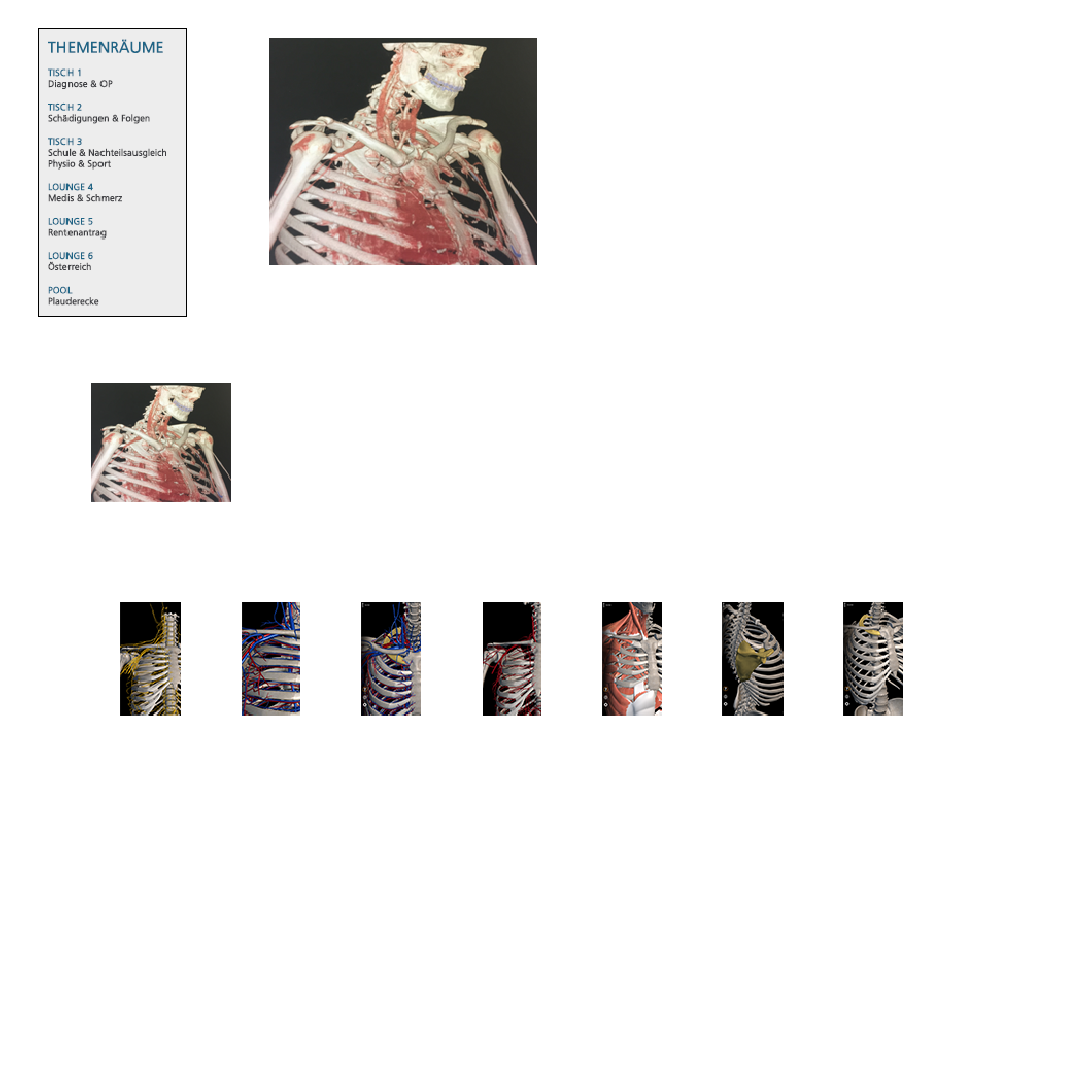 THEMENRÄUME
TISCH 1
Diagnose & OP
TISCH 2
Schädigungen & Folgen
TISCH 3
Schule & Nachteilsausgleich
Physio & Sport
LOUNGE 4
Medis & Schmerz
LOUNGE 5
Rentenantrag
LOUNGE 6
Österreich
POOL
Plauderecke